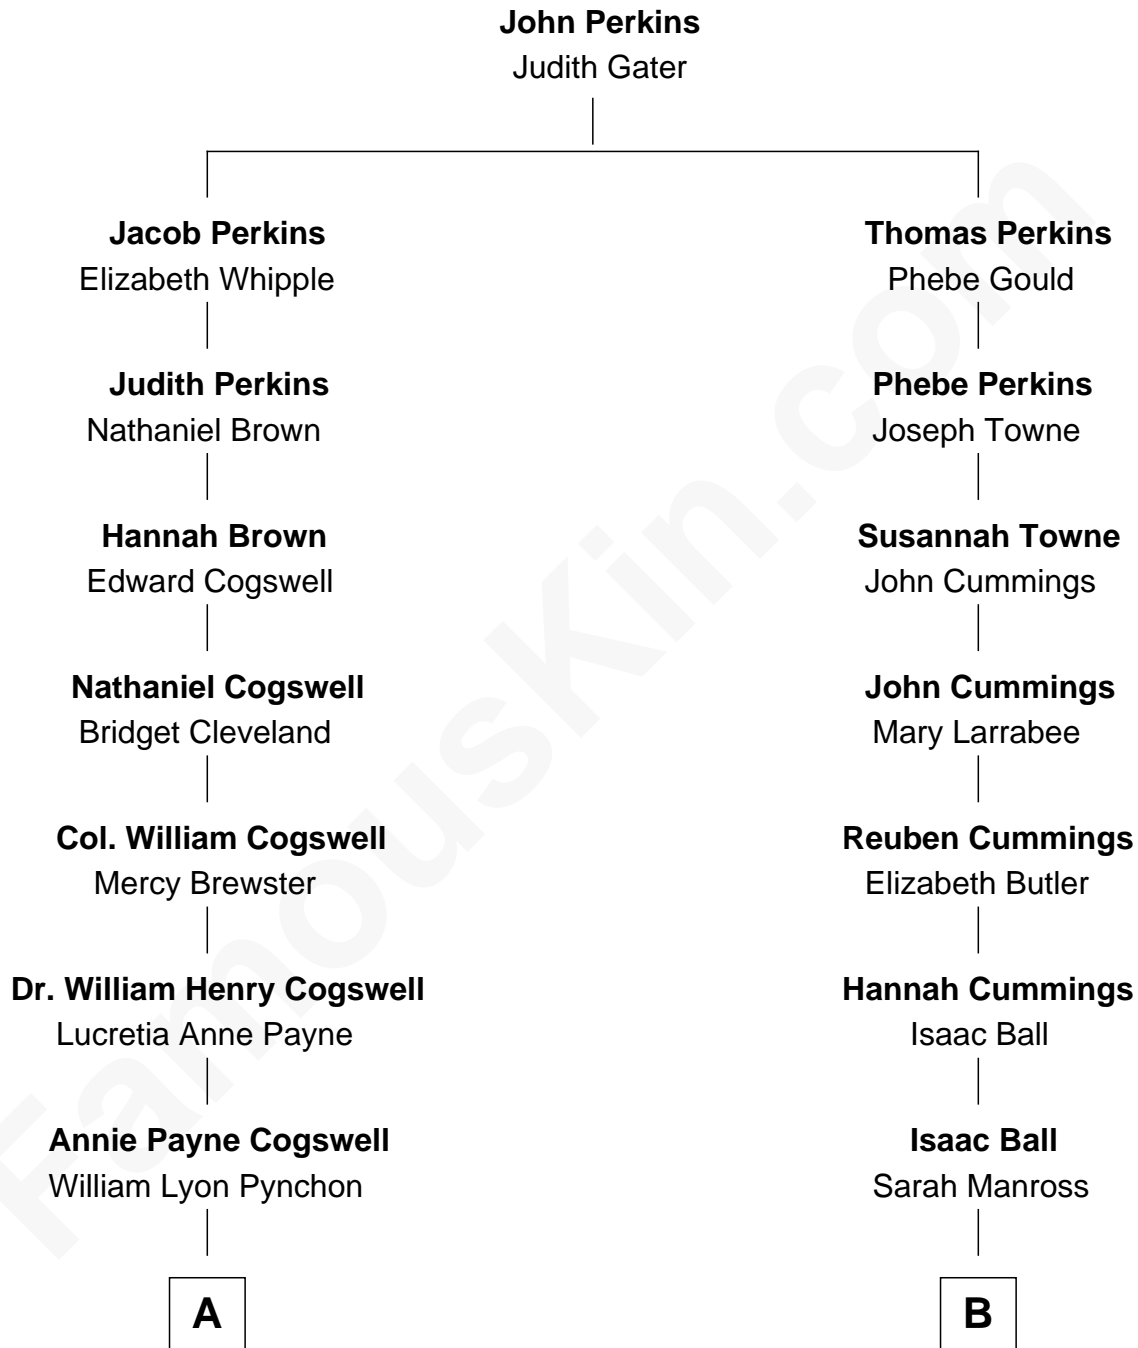 John Perkins
Judith Gater
Jacob Perkins
Elizabeth Whipple
Thomas Perkins
Phebe Gould
Judith Perkins
Nathaniel Brown
Phebe Perkins
Joseph Towne
Hannah Brown
Edward Cogswell
Susannah Towne
John Cummings
Nathaniel Cogswell
Bridget Cleveland
John Cummings
Mary Larrabee
Col. William Cogswell
Mercy Brewster
Reuben Cummings
Elizabeth Butler
Dr. William Henry Cogswell
Lucretia Anne Payne
Hannah Cummings
Isaac Ball
Annie Payne Cogswell
William Lyon Pynchon
Isaac Ball
Sarah Manross
A
B
FamousKin.com